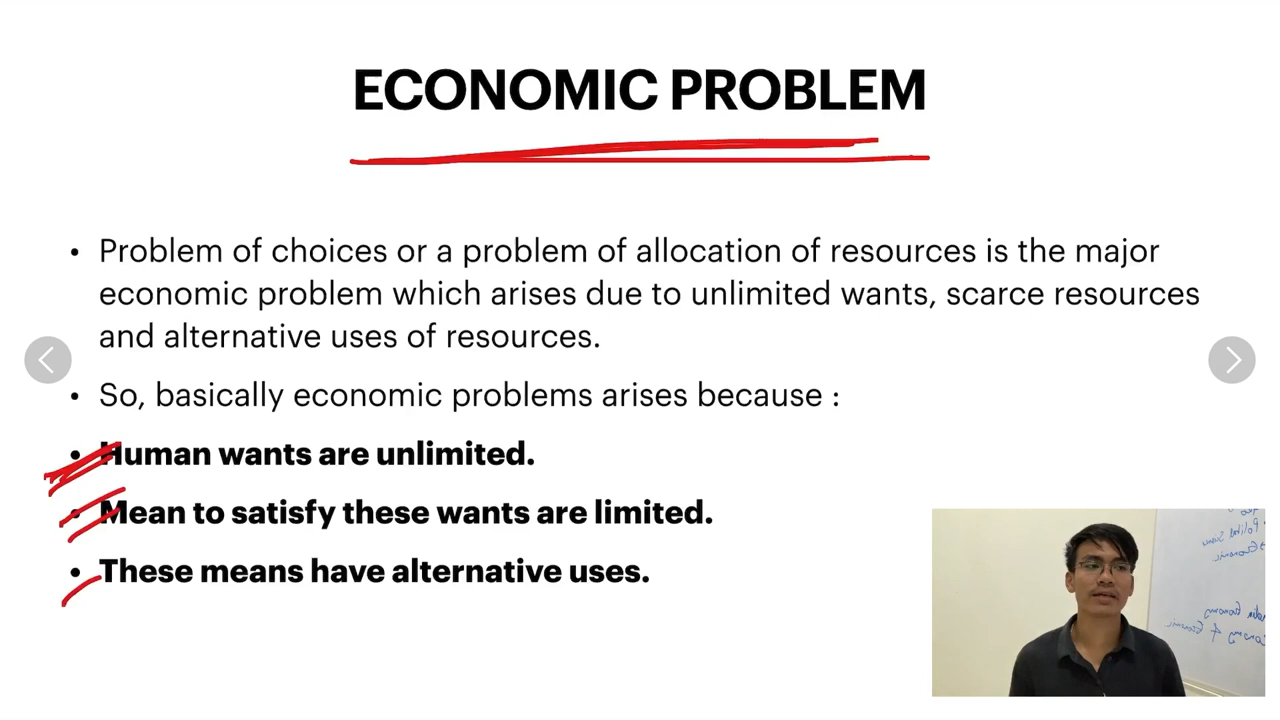 ECONOMIC PROBLEM
• Problem of choices or a problem of allocation of resources is the major
economic problem which arises due to unlimited wants, scarce resources
and alternative uses of resources.
• So, basically economic problems arises because :
• Human wants are unlimited.
• Mean to satisfy these wants are limited.
• These means have alternative uses.
Economic
Economy